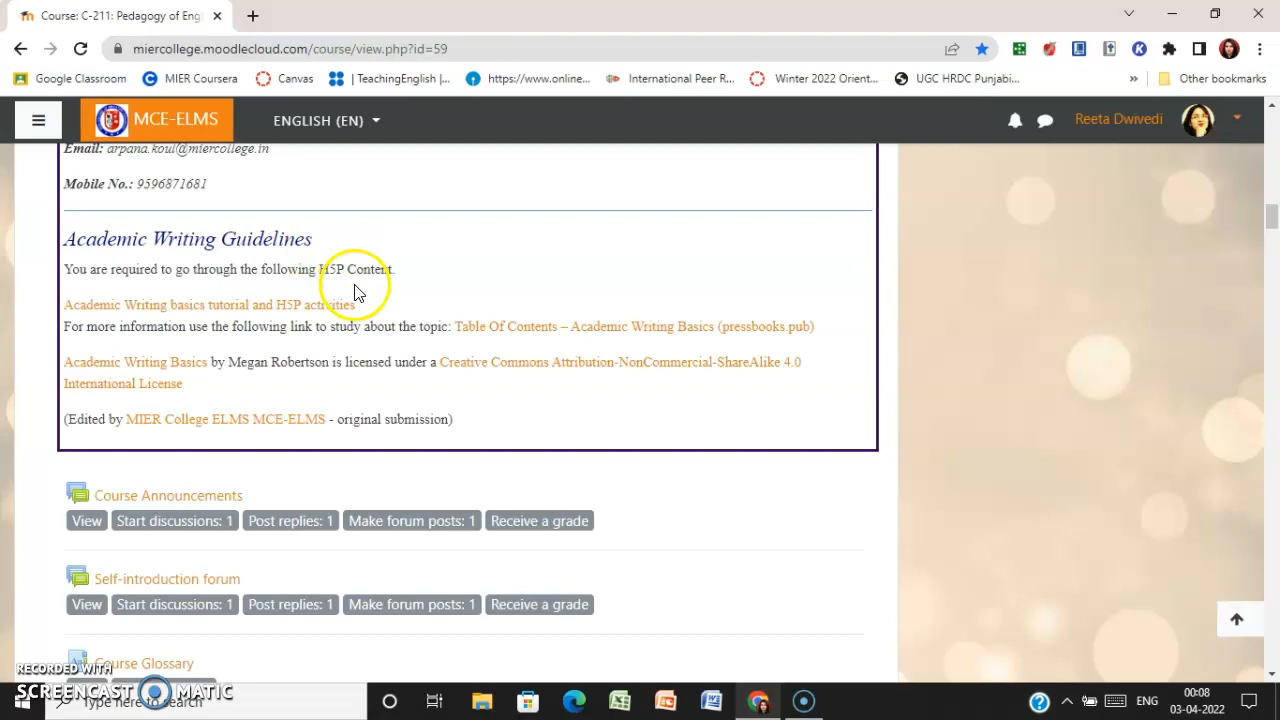 Course: C-211: Pedagogy of Eng
miercollege.moodlecloud.com/course/view.php?id=59
Google Classroom
MIER Coursera
Canvas
| TeachingEnglish |...
https://www.online...
International Peer R...
Winter 2022 Orient...
UGC HRDC Punjabi...
»
Other bookmarks
MCE-ELMS
ENGLISH (EN)
Reeta Dwivedi
Email: arpana.koul@miercollege.in
Mobile No.: 9596871681
Academic Writing Guidelines
You are required to go through the following H5P Content.
Academic Writing basics tutorial and H5P activities
For more information use the following link to study about the topic: Table Of Contents – Academic Writing Basics (pressbooks.pub)
Academic Writing Basics by Megan Robertson is licensed under a Creative Commons Attribution-NonCommercial-ShareAlike 4.0
International License
(Edited by MIER College ELMS MCE-ELMS - original submission)
Course Announcements
View Start discussions: 1 Post replies: 1 Make forum posts: 1 Receive a grade
Self-introduction forum
View Start discussions: 1 Post replies: 1 Make forum posts: 1 Receive a grade
Course Glossary
RECORDED WITH
SCREENCAST MATIC
Type here to search
ENG
00:08
03-04-2022